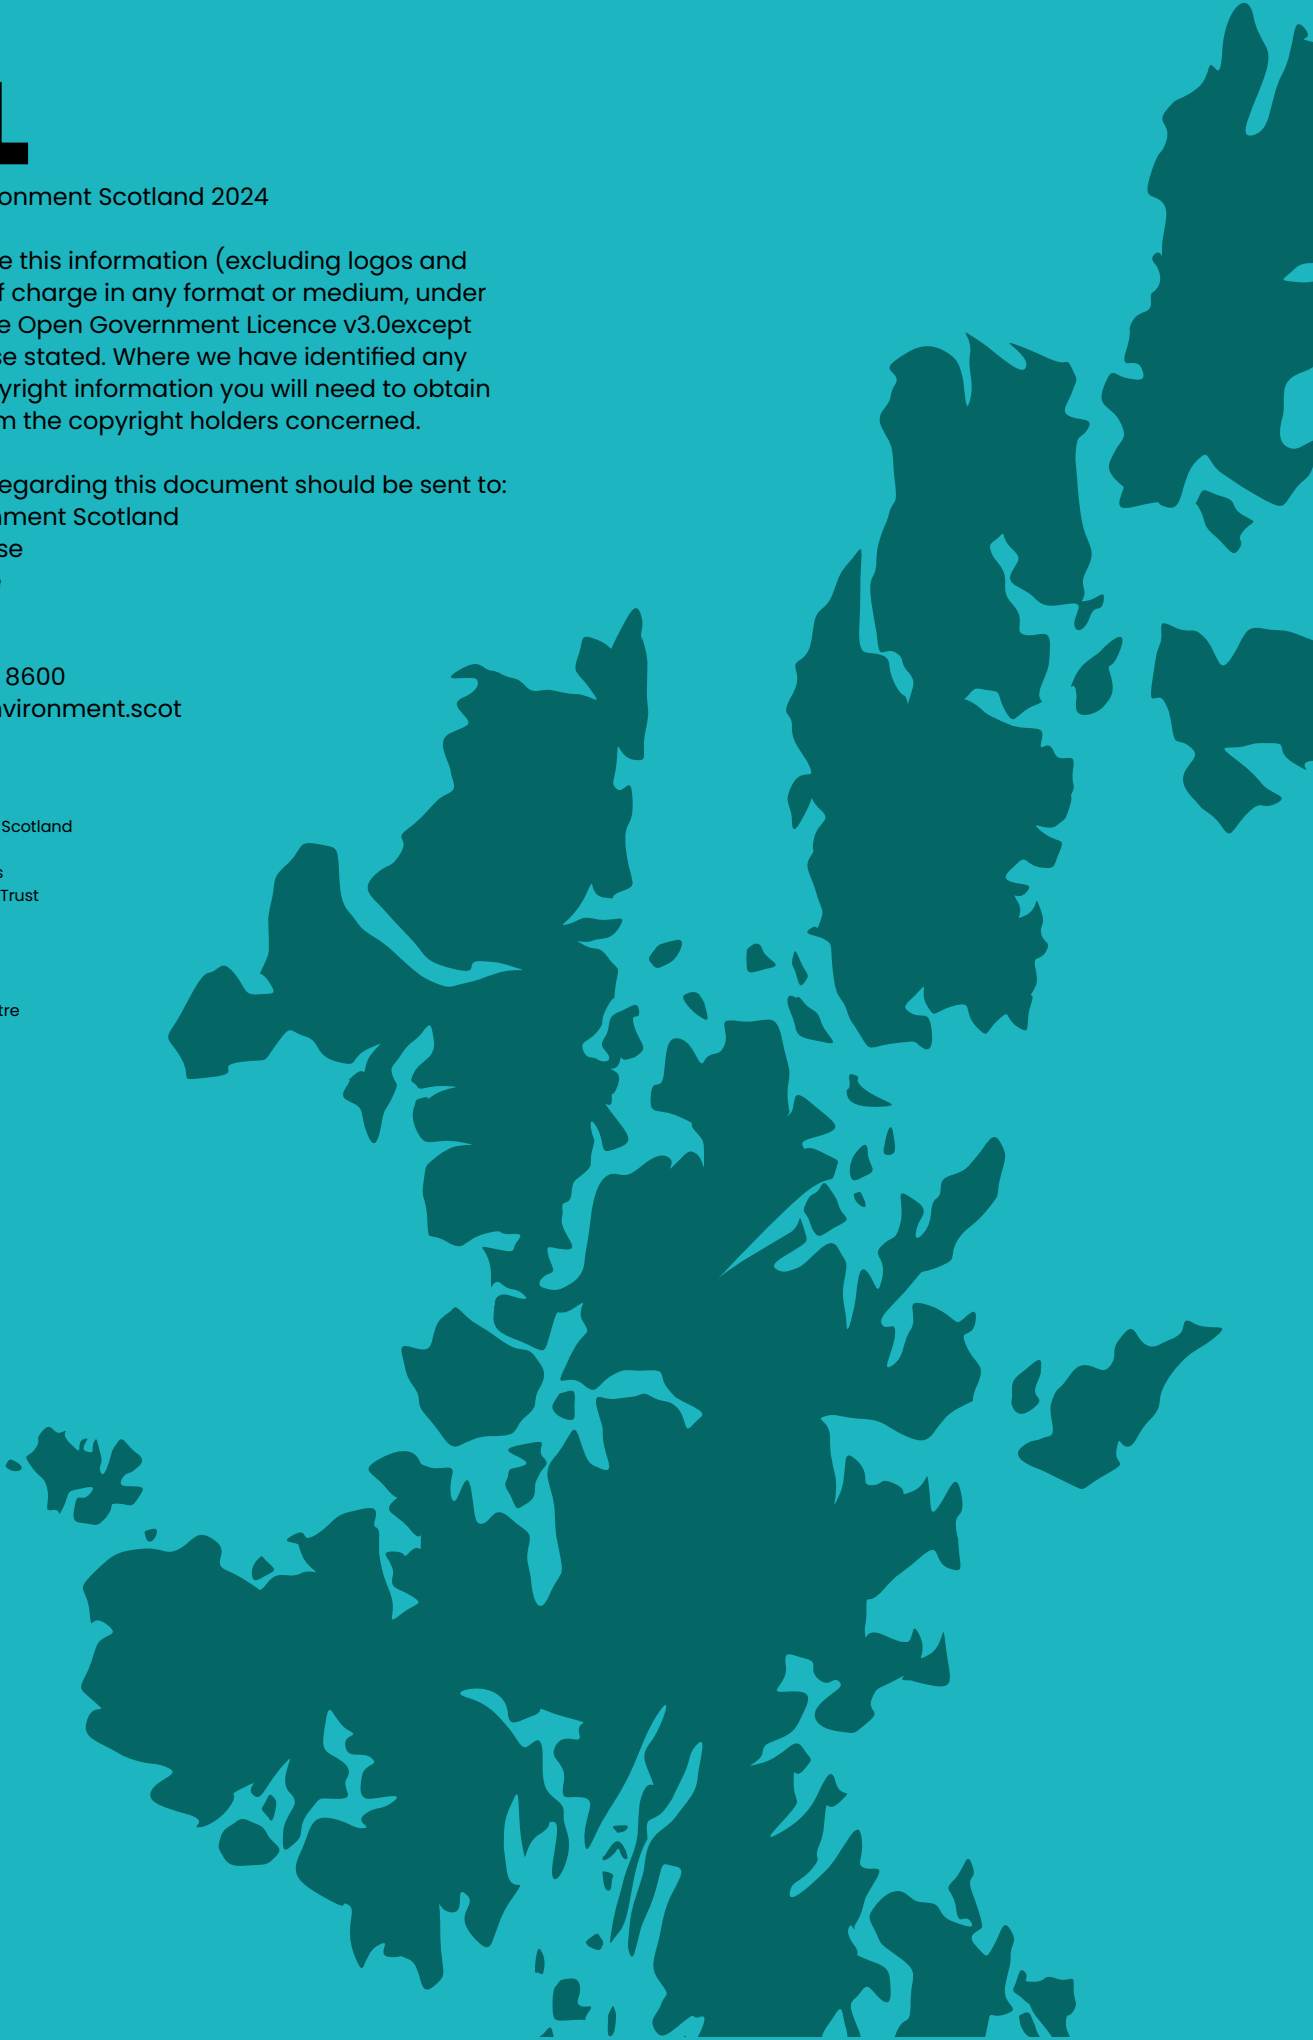 onment Scotland 2024
e this information (excluding logos and
f charge in any format or medium, under
e Open Government Licence v3.0except
se stated. Where we have identified any
yright information you will need to obtain
m the copyright holders concerned.
egarding this document should be sent to:
nment Scotland
se
8600
nvironment.scot
Scotland
s
Trust
tre